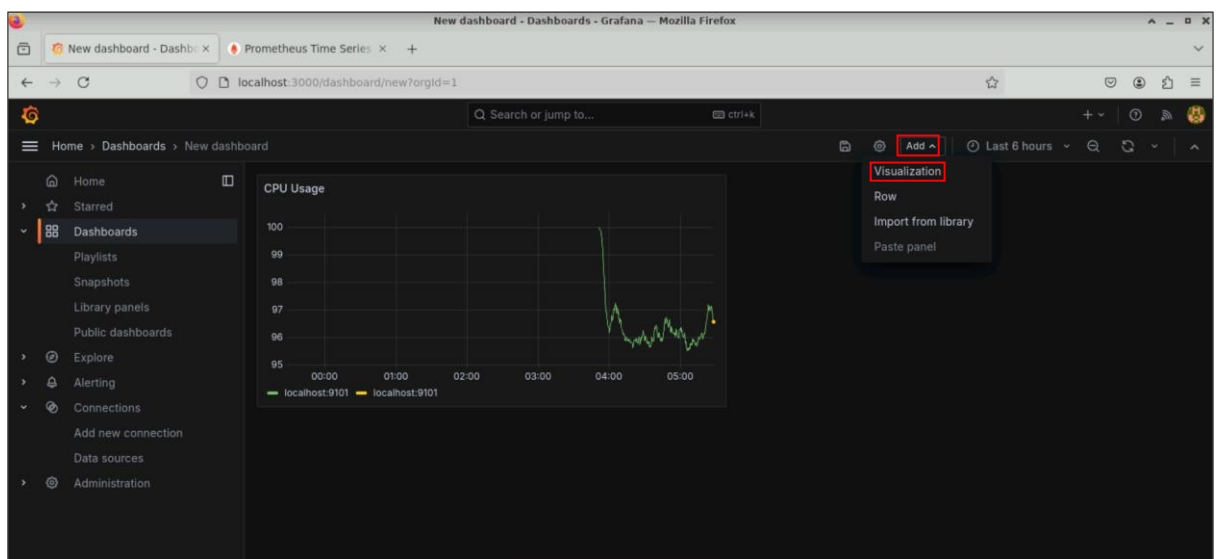 New dashboard - Dashboards - Grafana — Mozilla Firefox
New dashboard - Dashbo × Prometheus Time Series × +
localhost:3000/dashboard/new?orgId=1
Search or jump to... ctrl+k
Home › Dashboards › New dashboard Add Last 6 hours
Visualization
Row
Import from library
Paste panel
Home
Starred
Dashboards
Playlists
Snapshots
Library panels
Public dashboards
Explore
Alerting
Connections
Add new connection
Data sources
Administration
CPU Usage
100
99
98
97
96
95
00:00 01:00 02:00 03:00 04:00 05:00
localhost:9101 localhost:9101